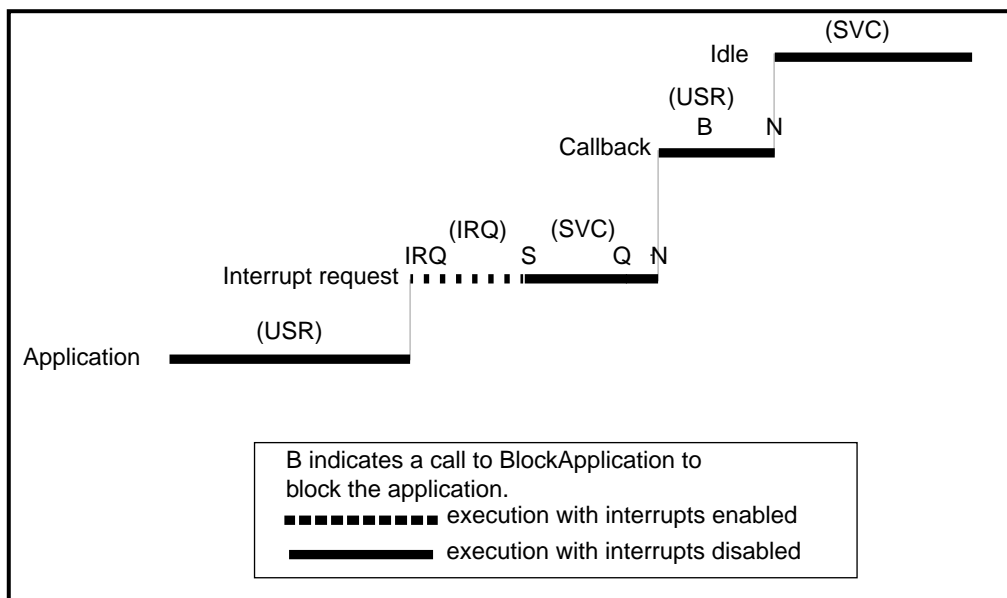 (SVC)
Idle
(USR)
B N
Callback
(IRQ) (SVC)
IRQ S Q N
Interrupt request
(USR)
Application
B indicates a call to BlockApplication to
block the application.
execution with interrupts enabled
execution with interrupts disabled